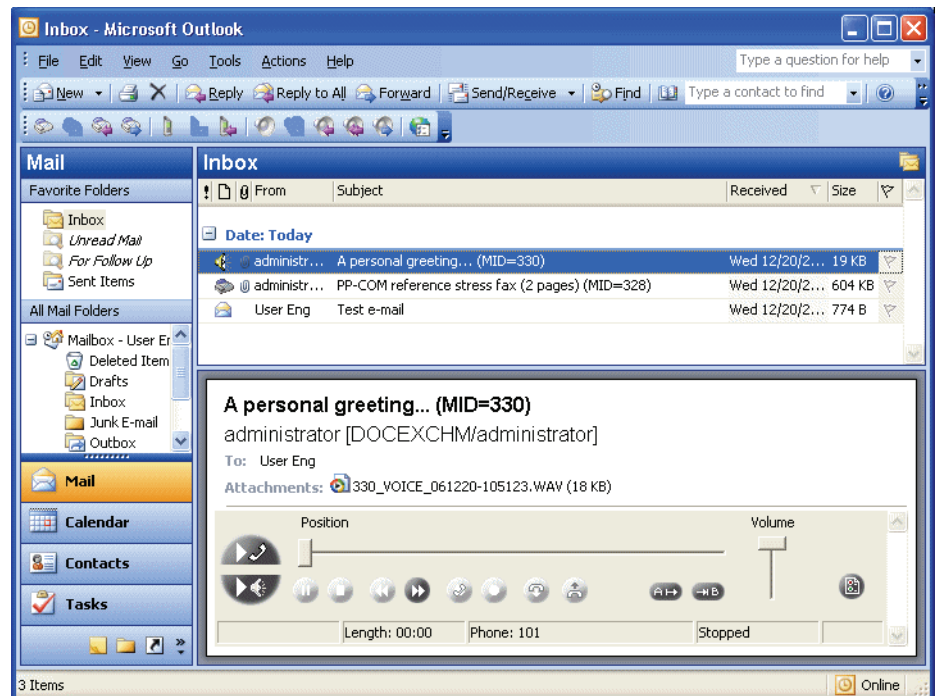 Inbox - Microsoft Outlook
File Edit View Go Tools Actions Help Type a question for help
New Reply Reply to All Forward Send/Receive Find Type a contact to find
Mail
Favorite Folders
Inbox
Unread Mail
For Follow Up
Sent Items
All Mail Folders
Mailbox - User Er
Deleted Item
Drafts
Inbox
Junk E-mail
Outbox
Mail
Calendar
Contacts
Tasks
Inbox
From Subject Received Size
Date: Today
administr... A personal greeting... (MID=330) Wed 12/20/2... 19 KB
administr... PP-COM reference stress fax (2 pages) (MID=328) Wed 12/20/2... 604 KB
User Eng Test e-mail Wed 12/20/2... 774 B
A personal greeting... (MID=330)
administrator [DOCEXCHM/administrator]
To: User Eng
Attachments: 330_VOICE_061220-105123.WAV (18 KB)
Position Volume
A B
Length: 00:00 Phone: 101 Stopped
3 Items Online